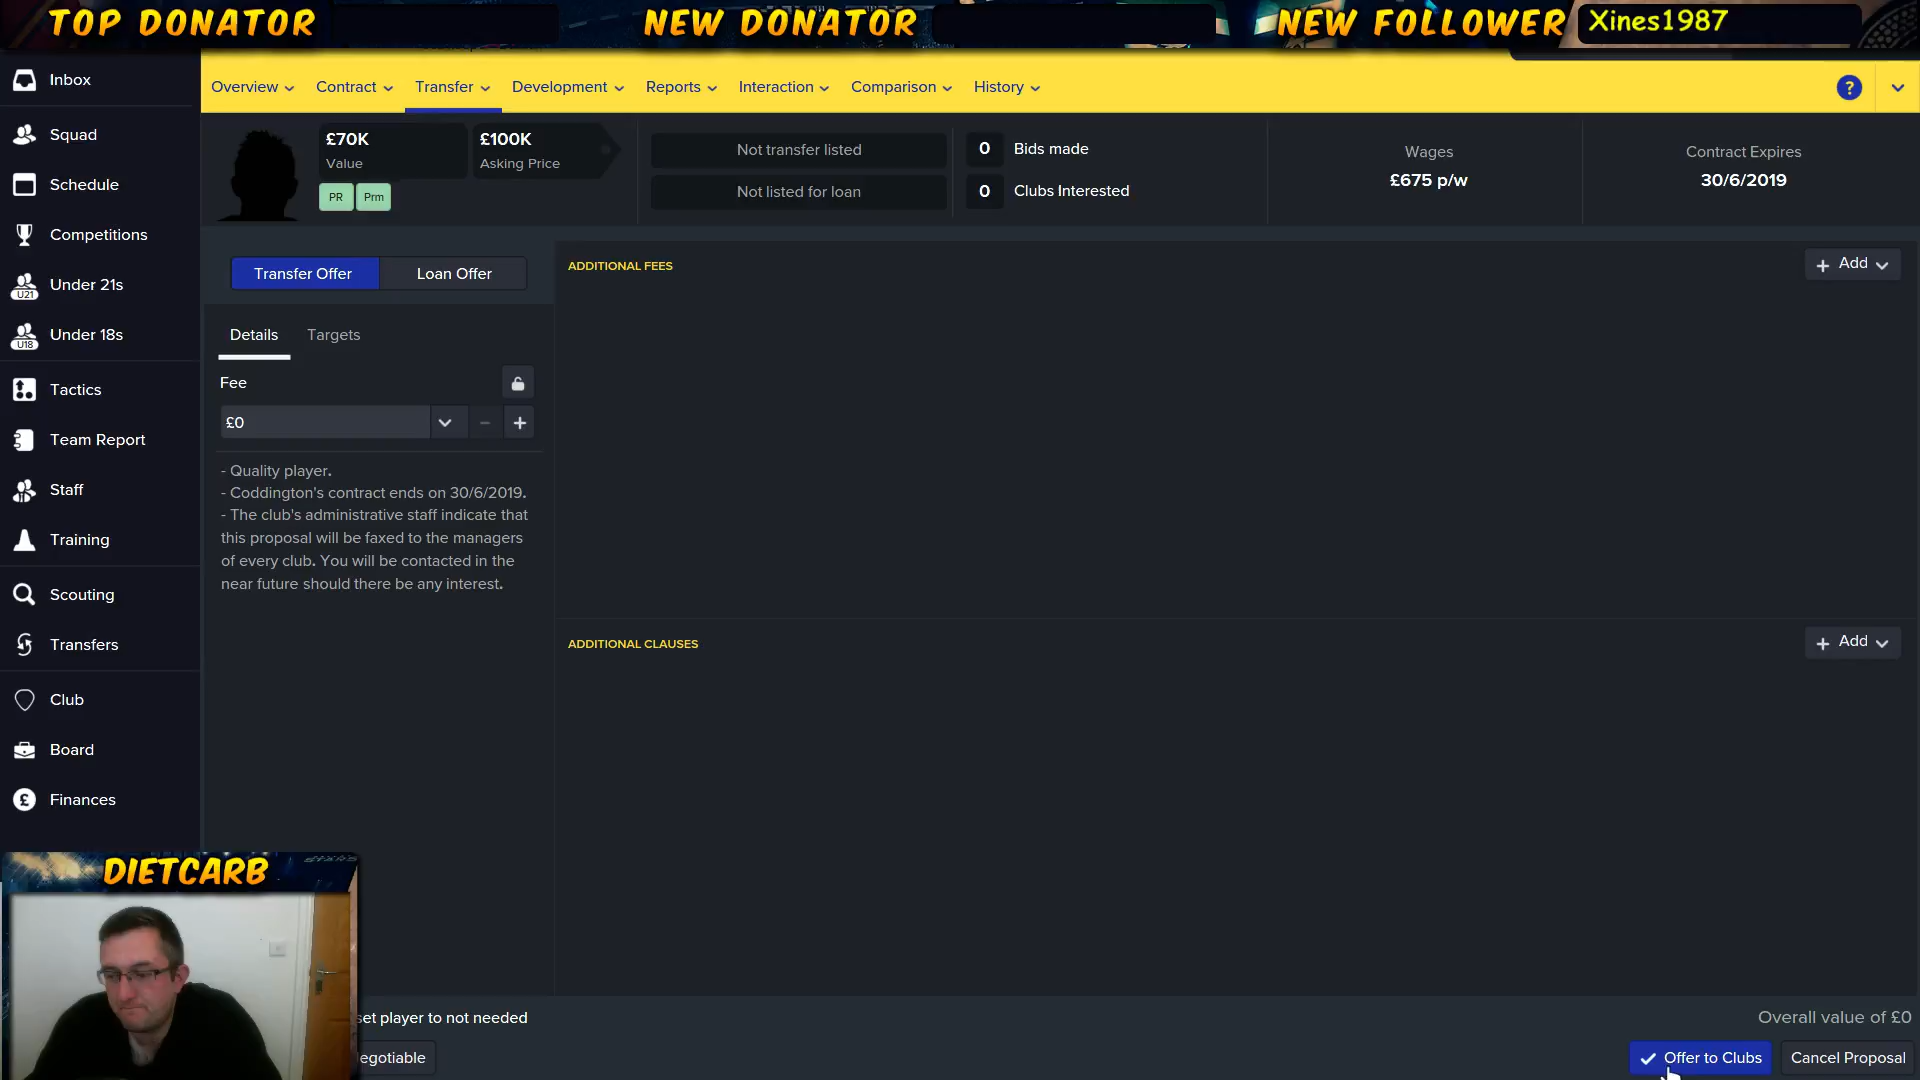 TOP DONATOR
NEW DONATOR
NEW FOLLOWER
Xines1987
Inbox
Squad
Schedule
Competitions
U21
Under 21s
U18
Under 18s
Tactics
Team Report
Staff
Training
Scouting
Transfers
Club
Board
Finances
Overview
Contract
Transfer
Development
Reports
Interaction
Comparison
History
?
£70K
Value
£100K
Asking Price
PR
Prm
Not transfer listed
Not listed for loan
0 Bids made
0 Clubs Interested
Wages
£675 p/w
Contract Expires
30/6/2019
Transfer Offer
Loan Offer
Details
Targets
Fee
£0
- Quality player.
- Coddington's contract ends on 30/6/2019.
- The club's administrative staff indicate that
this proposal will be faxed to the managers
of every club. You will be contacted in the
near future should there be any interest.
ADDITIONAL FEES
+ Add
ADDITIONAL CLAUSES
+ Add
DIETCARB
set player to not needed
egotiable
Overall value of £0
Offer to Clubs
Cancel Proposal